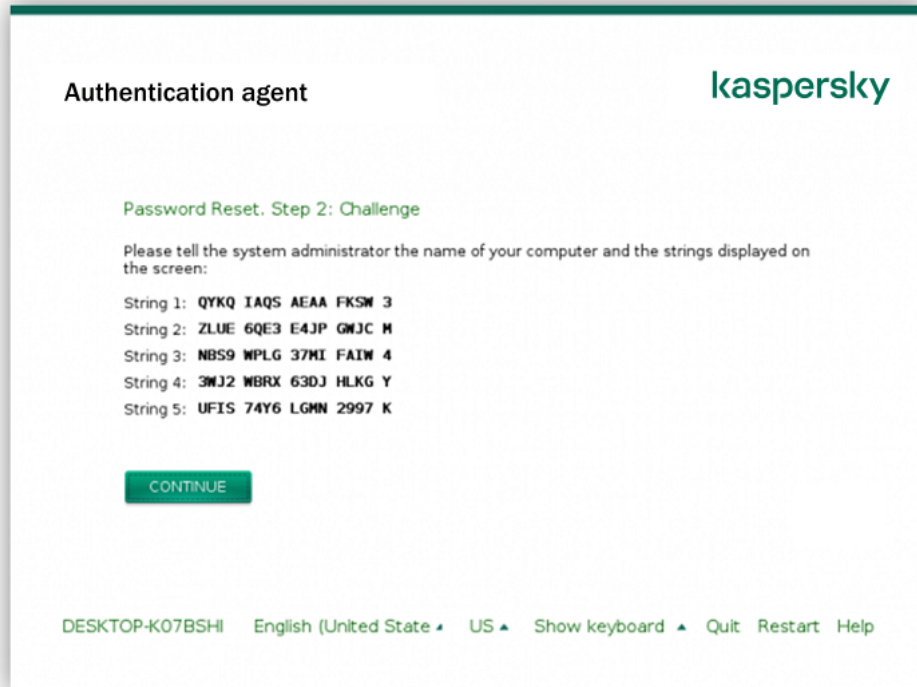 Authentication agent
kaspersky
Password Reset. Step 2: Challenge
Please tell the system administrator the name of your computer and the strings displayed on
the screen:
String 1: QYKQ IAQS AEAA FKSW 3
String 2: ZLUE 6QE3 E4JP GWJC M
String 3: NBS9 WPLG 37MI FAIW 4
String 4: 3WJ2 WBRX 63DJ HLKG Y
String 5: UFIS 74Y6 LGMN 2997 K
CONTINUE
DESKTOP-K07BSHI English (United State US Show keyboard Quit Restart Help